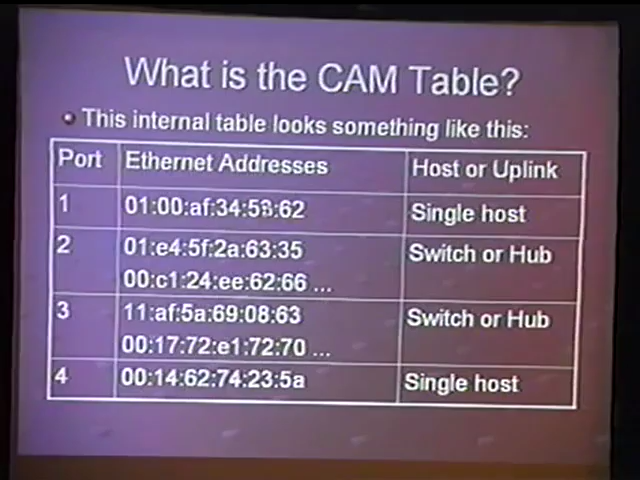 What is the CAM Table?
This internal table looks something like this:
Port Ethernet Addresses Host or Uplink
1 01:00:af:34:53:62 Single host
2 01:e4:5f:2a:63:35 Switch or Hub
00:c1:24:ee:62:66 ...
3 11:af:5a:69:08:63 Switch or Hub
00:17:72:e1:72:70 ...
4 00:14:62:74:23:5a Single host